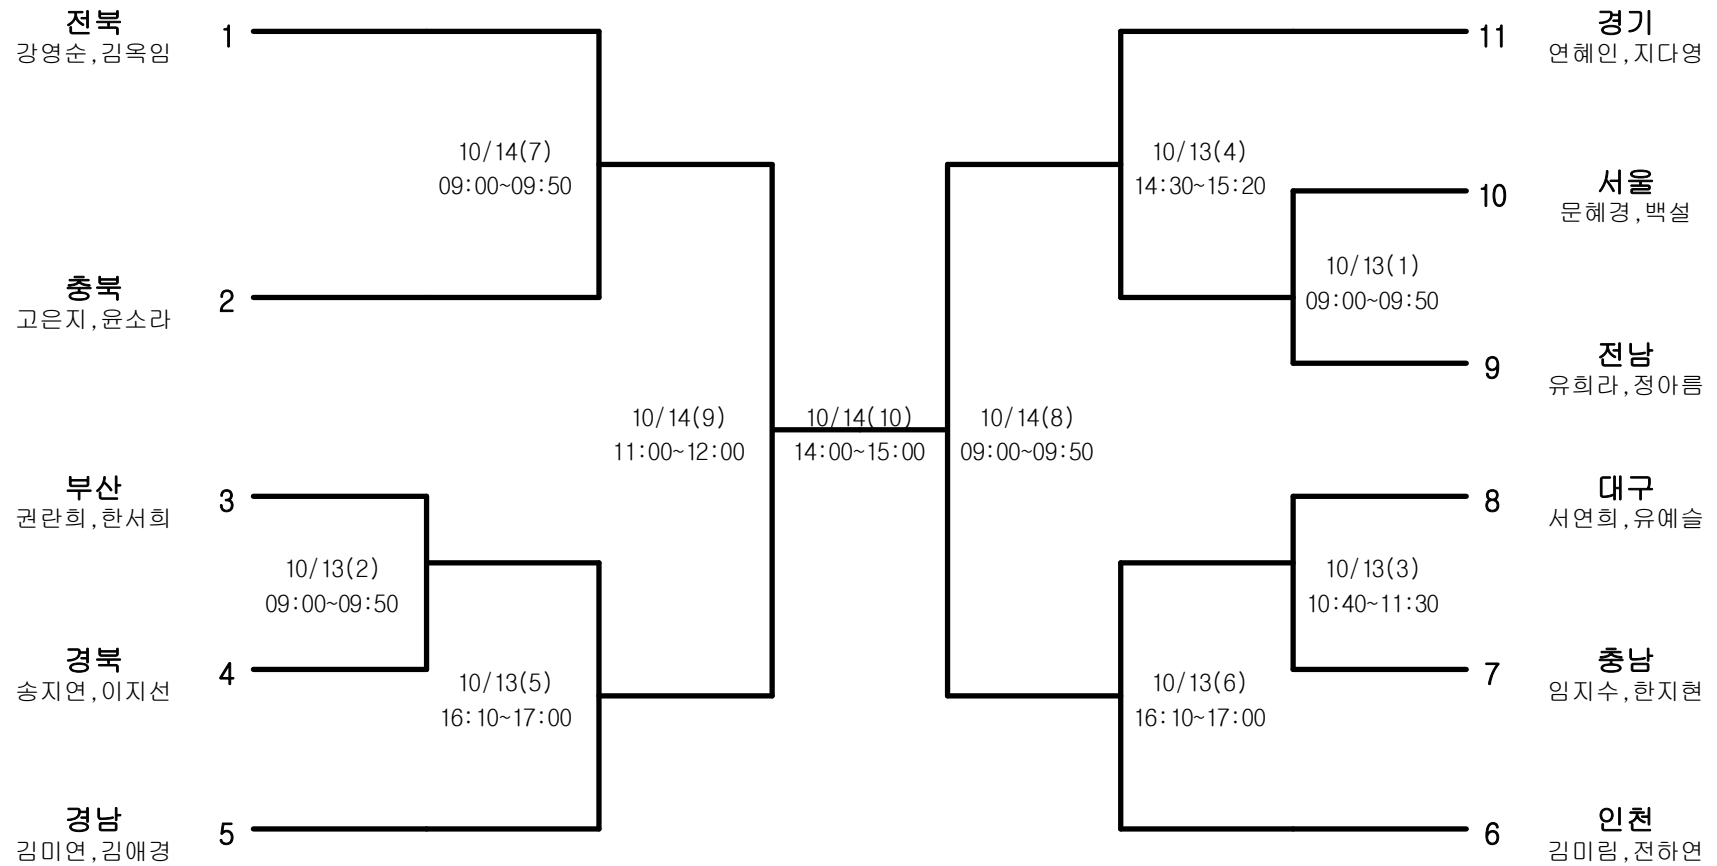 전북
강영순,김옥임
1
10/14(7)
09:00~09:50
충북
고은지,윤소라
2
부산
권란희,한서희
3
10/13(2)
09:00~09:50
경북
송지연,이지선
4
10/13(5)
16:10~17:00
경남
김미연,김애경
5
10/14(9)
11:00~12:00
10/14(10)
14:00~15:00
10/14(8)
09:00~09:50
11
경기
연혜인,지다영
10/13(4)
14:30~15:20
10
서울
문혜경,백설
10/13(1)
09:00~09:50
9
전남
유희라,정아름
8
대구
서연희,유예슬
10/13(3)
10:40~11:30
7
충남
임지수,한지현
10/13(6)
16:10~17:00
6
인천
김미림,전하연